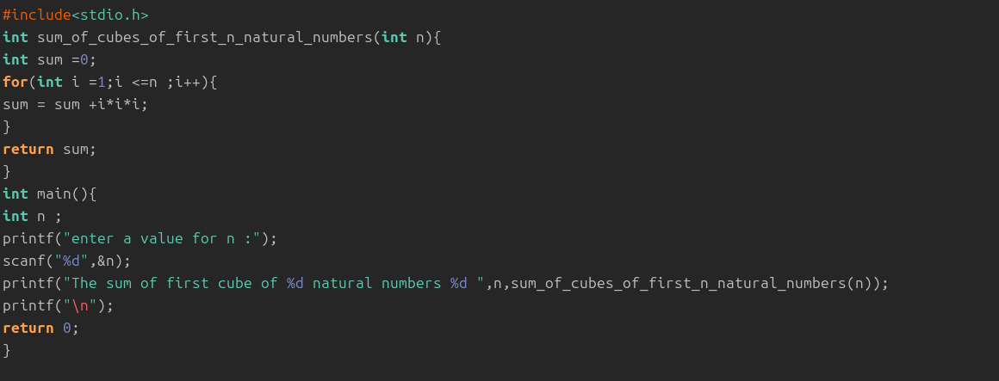 #include<stdio.h>
int sum_of_cubes_of_first_n_natural_numbers(int n){
int sum =0;
for(int i =1;i <=n ;i++){
sum = sum +i*i*i;
}
return sum;
}
int main(){
int n ;
printf("enter a value for n :");
scanf("%d",&n);
printf("The sum of first cube of %d natural numbers %d ",n,sum_of_cubes_of_first_n_natural_numbers(n));
printf("\n");
return 0;
}